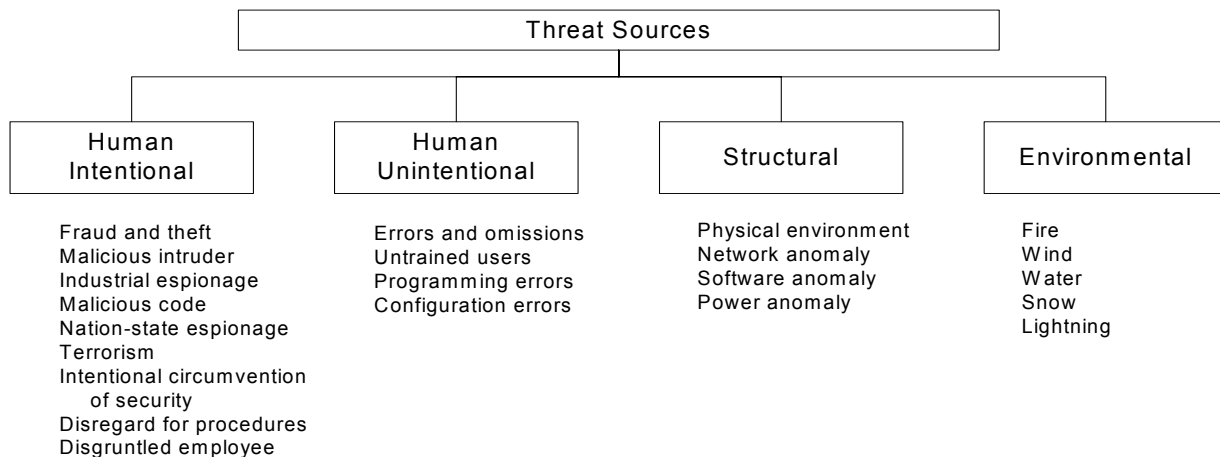 Threat Sources
Human
Intentional
Human
Unintentional
Structural
Environmental
Fraud and theft
Malicious intruder
Industrial espionage
Malicious code
Nation-state espionage
Terrorism
Intentional circumvention
of security
Disregard for procedures
Disgruntled employee
Errors and omissions
Untrained users
Programming errors
Configuration errors
Physical environment
Network anomaly
Software anomaly
Power anomaly
Fire
Wind
Water
Snow
Lightning